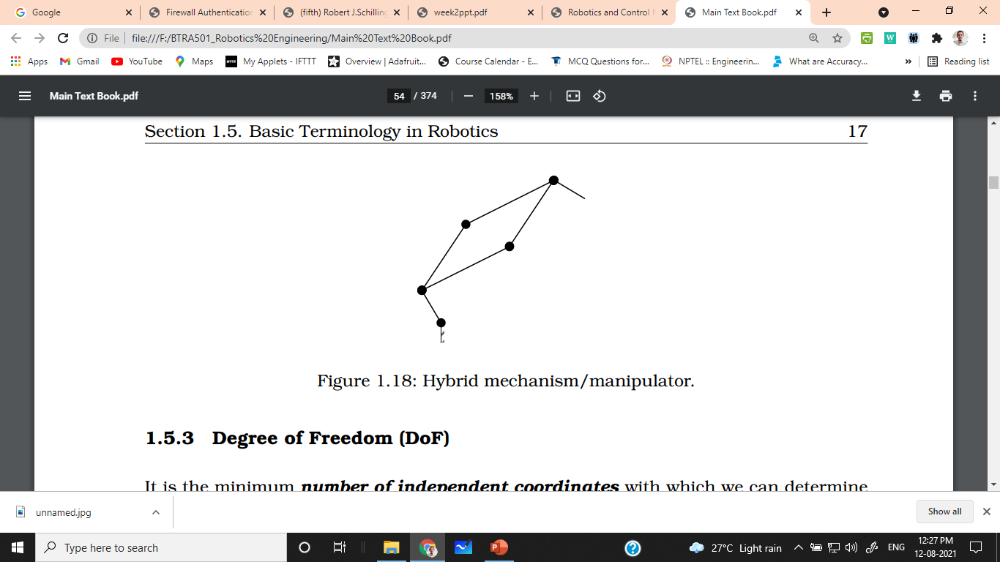 Google
Firewall Authentication
(fifth) Robert J.Schilling
week2ppt.pdf
Robotics and Control
Main Text Book.pdf
File file:///F:/BTRA501_Robotics%20Engineering/Main%20Text%20Book.pdf
Apps Gmail YouTube Maps IFTTT My Applets - IFTTT Overview | Adafruit... Course Calendar - E... MCQ Questions for... NPTEL :: Engineerin... What are Accuracy... » Reading list
Main Text Book.pdf 54 / 374 158%
Section 1.5. Basic Terminology in Robotics 17
Figure 1.18: Hybrid mechanism/manipulator.
1.5.3 Degree of Freedom (DoF)
It is the minimum number of independent coordinates with which we can determine
unnamed.jpg Show all
Type here to search 27°C Light rain ENG 12:27 PM
12-08-2021